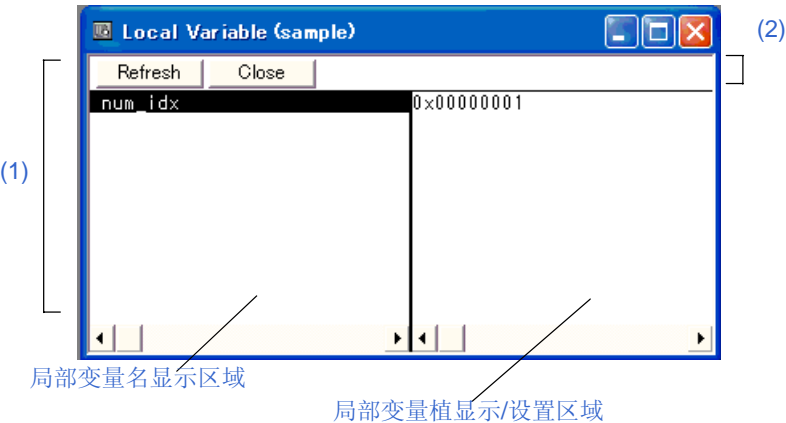 Local Variable (sample)
(2)
Refresh Close
num_idx 0x00000001
(1)
局部变量名显示区域
局部变量植显示/设置区域